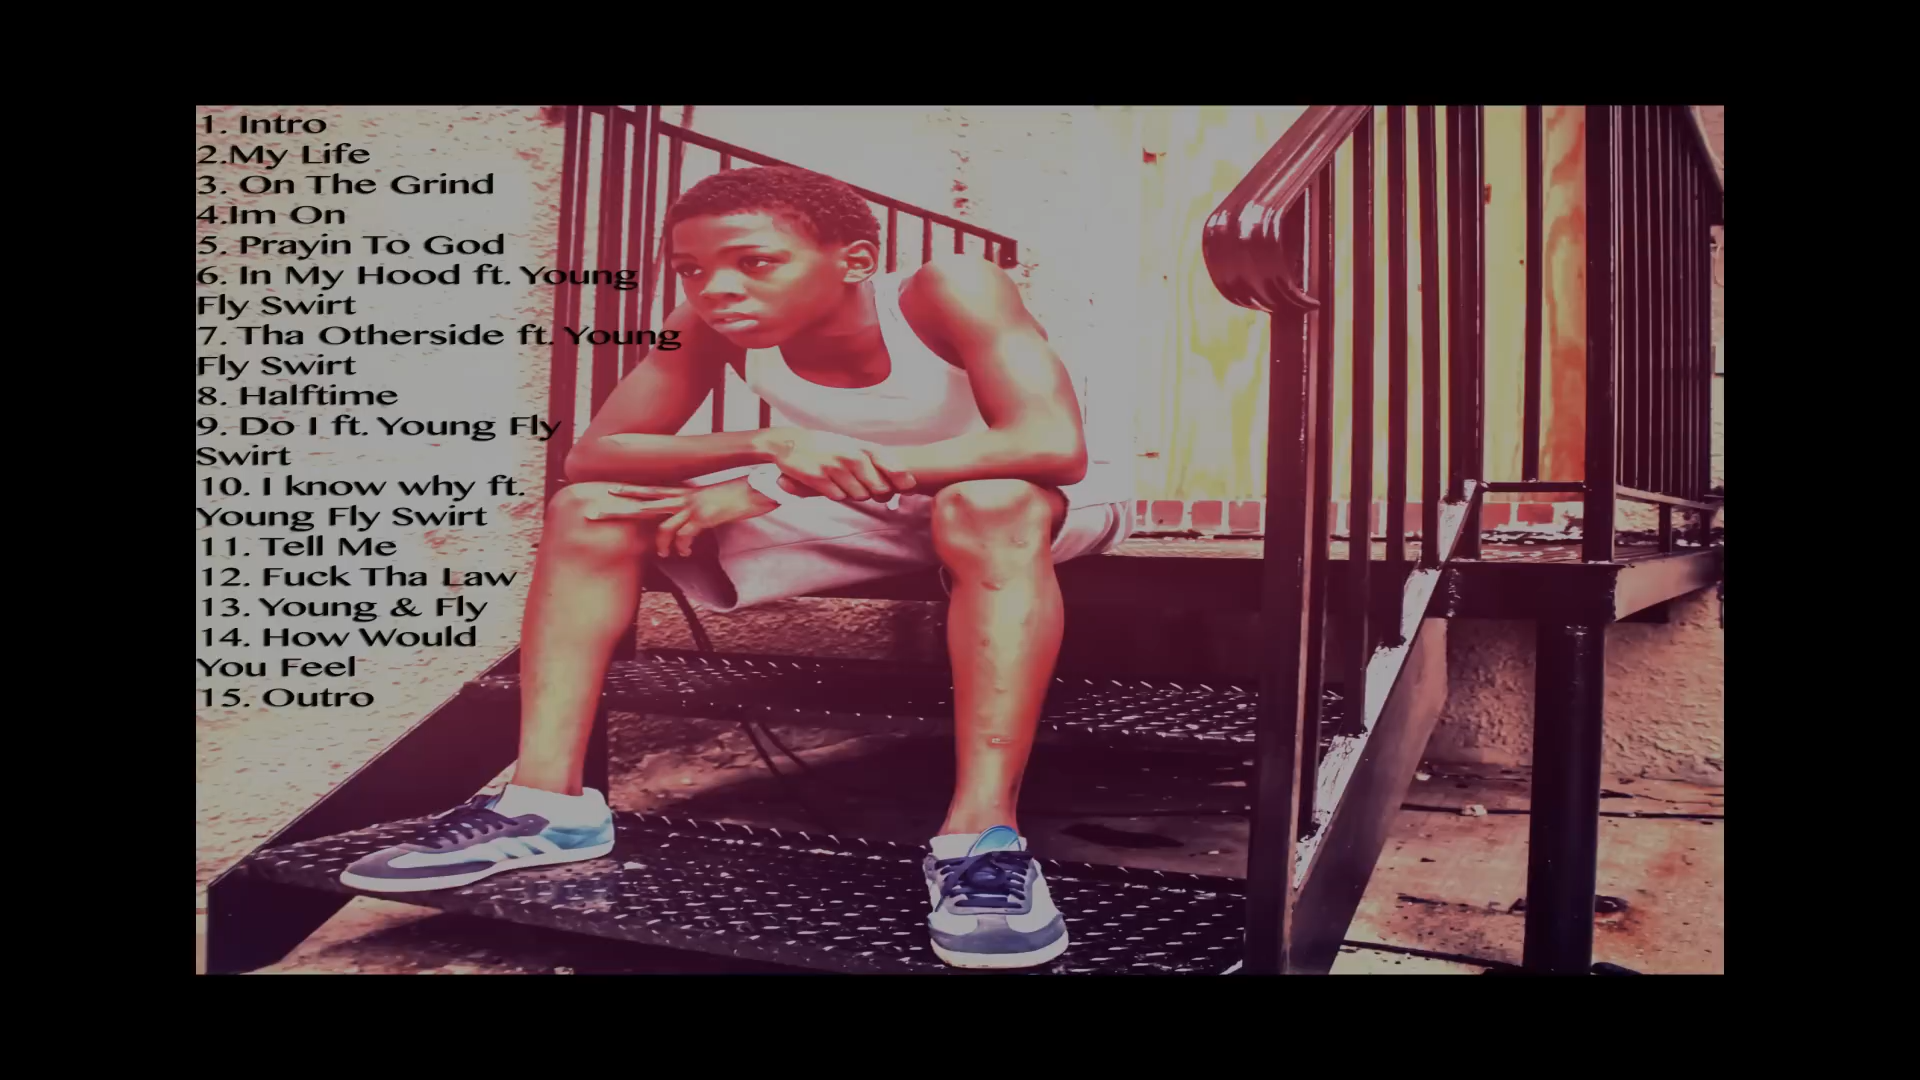 1. Intro
2.My Life
3. On The Grind
4.Im On
5. Prayin To God
6. In My Hood ft. Young
Fly Swirt
7. Tha Otherside ft. Young
Fly Swirt
8. Halftime
9. Do I ft. Young Fly
Swirt
10. I know why ft.
Young Fly Swirt
11. Tell Me
12. Fuck Tha Law
13. Young & Fly
14. How Would
You Feel
15. Outro